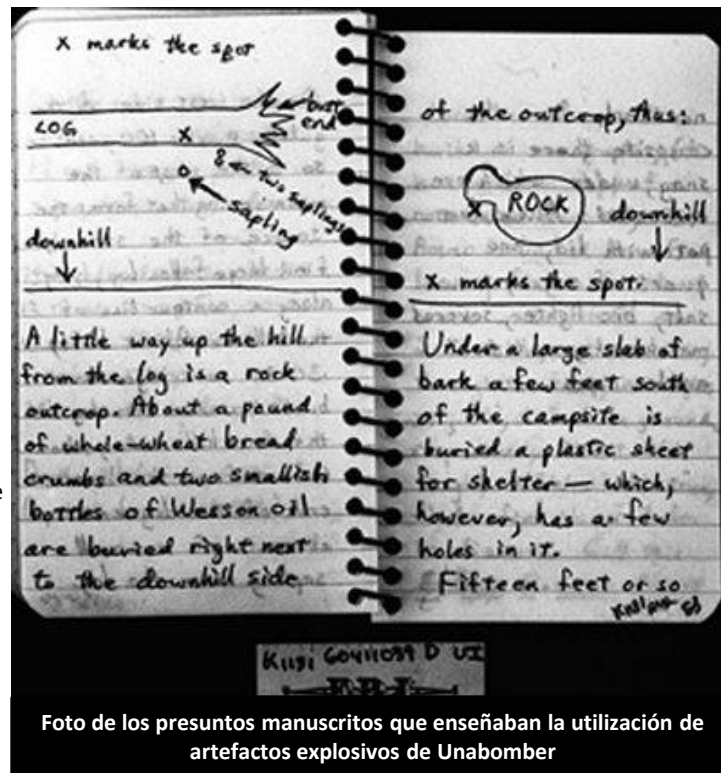 X marks the spot
butt
end
LOG
X
8 ← two saplings
o
sapling
downhill
A little way up the hill
from the log is a rock
outcrop. About a pound
of whole-wheat bread
crumbs and two smallish
bottles of Wesson oil
are buried right next
to the downhill side
of the outcrop, thus:
ROCK
X
downhill
X marks the spot.
Under a large slab of
bark a few feet south
of the campsite is
buried a plastic sheet
for shelter — which,
however, has a few
holes in it.
Fifteen feet or so
FBI
Foto de los presuntos manuscritos que enseñaban la utilización de
artefactos explosivos de Unabomber